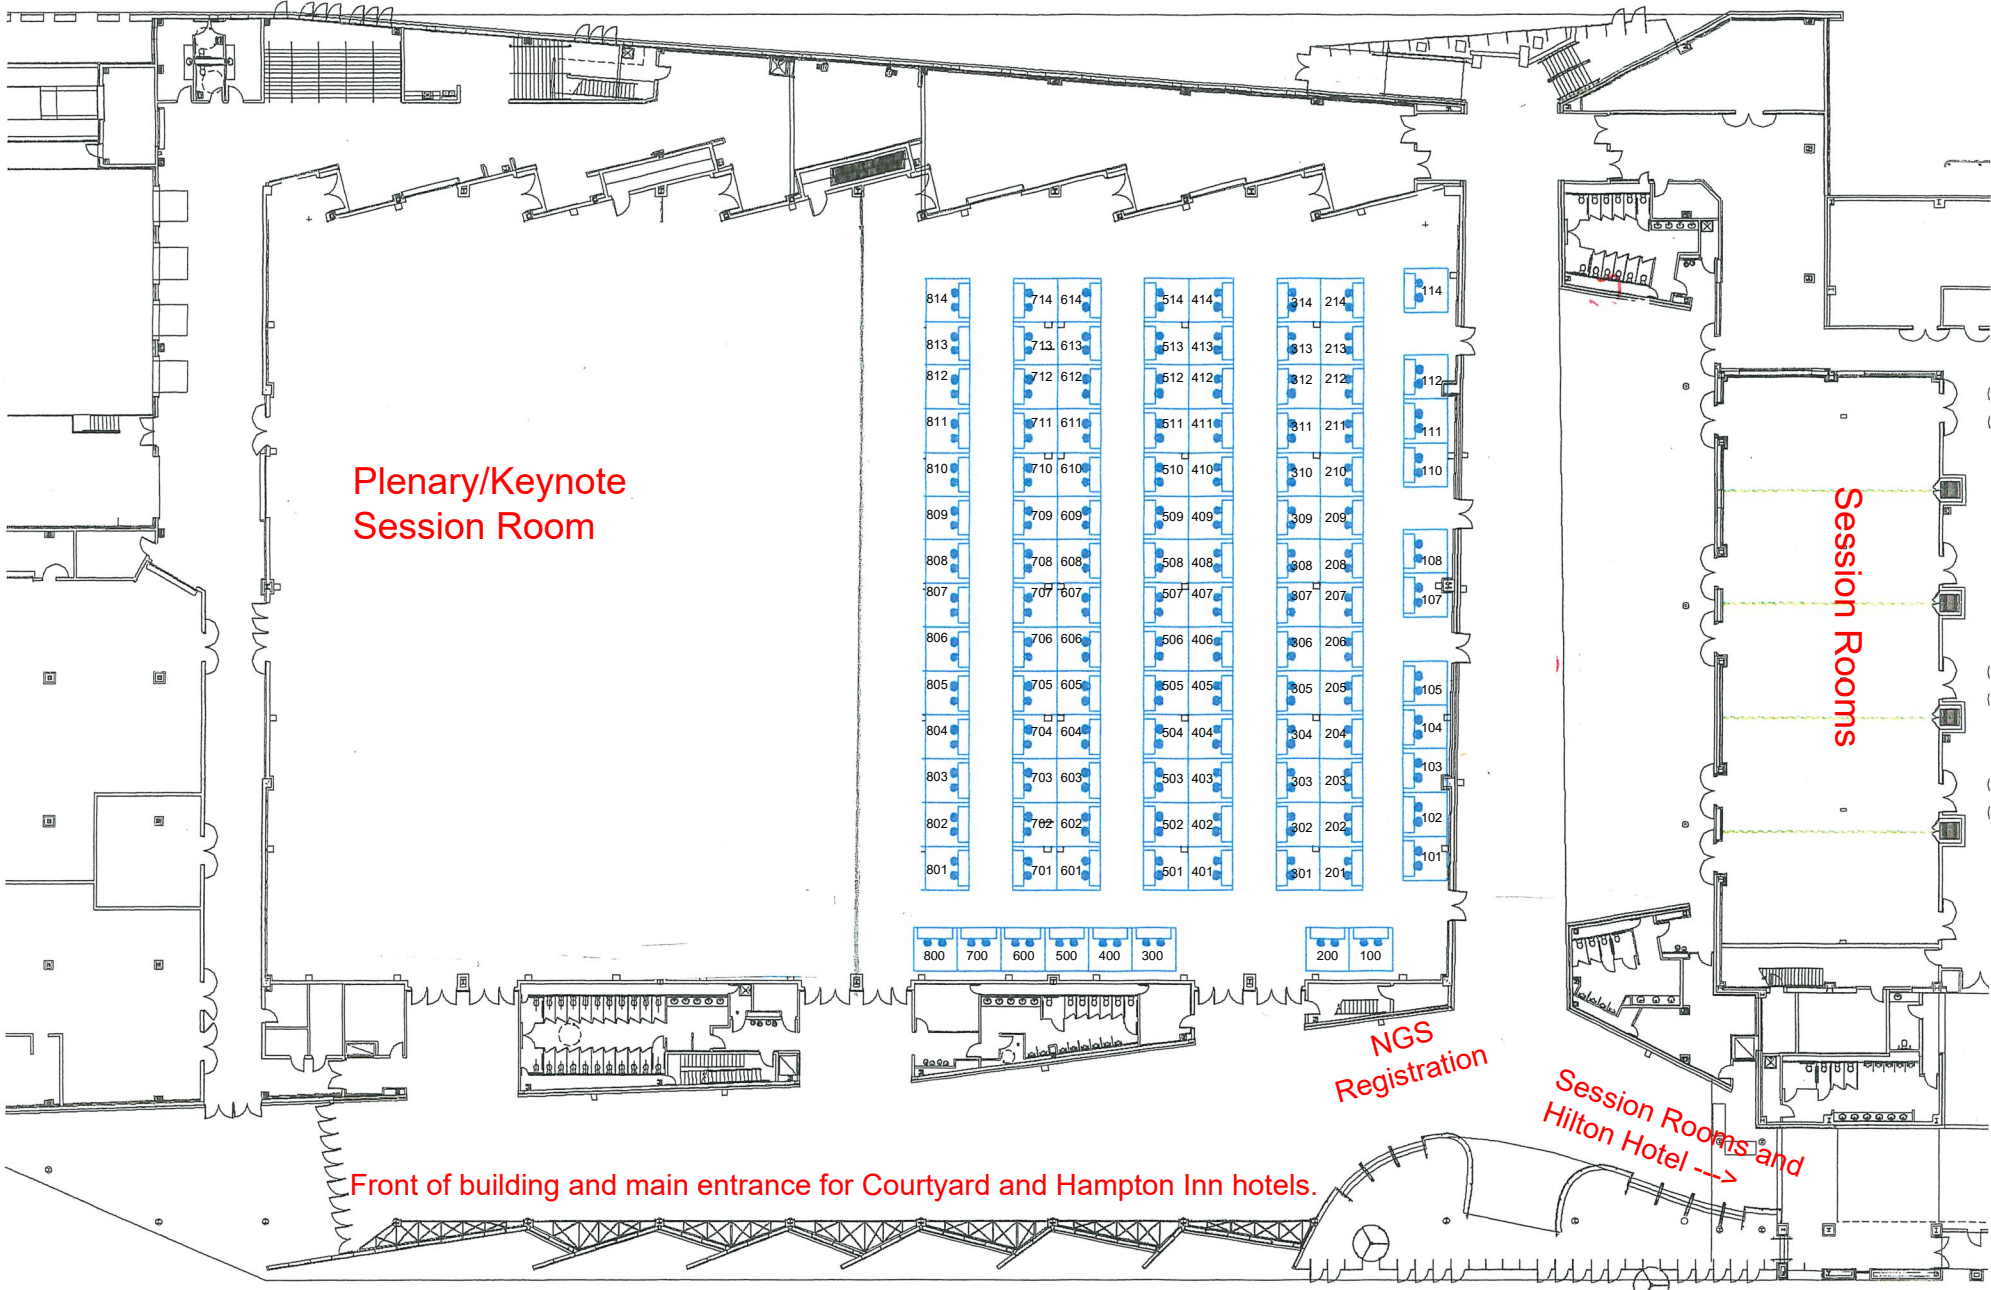 814 714 614 514 414 314 214 114
813 713 613 513 413 313 213
812 712 612 512 412 312 212 112
811 711 611 511 411 311 211 111
810 710 610 510 410 310 210 110
809 709 609 509 409 309 209
808 708 608 508 408 308 208 108
807 707 607 507 407 307 207 107
806 706 606 506 406 306 206
805 705 605 505 405 305 205 105
804 704 604 504 404 304 204 104
803 703 603 503 403 303 203 103
802 702 602 502 402 302 202 102
801 701 601 501 401 301 201 101
800 700 600 500 400 300 200 100
Plenary/Keynote
Session Room
Session Rooms
NGS
Registration
Session Rooms and
Hilton Hotel --->
Front of building and main entrance for Courtyard and Hampton Inn hotels.